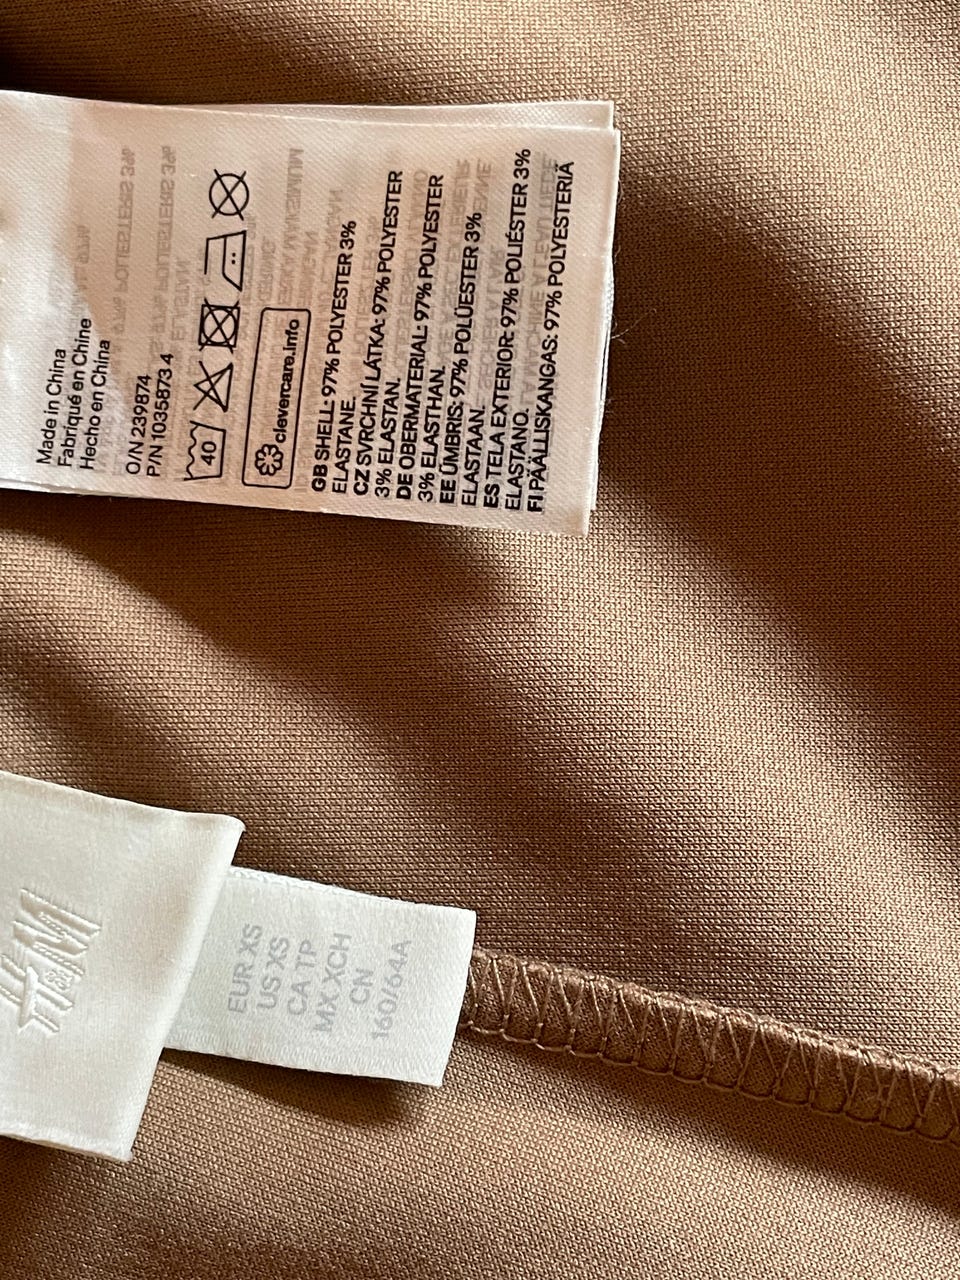 Made in China
Fabriqué en Chine
Hecho en China
O/N 239874
P/N 1035873 4
40
clevercare.info
GB SHELL: 97% POLYESTER 3%
ELASTANE.
CZ SVRCHNÍ LÁTKA: 97% POLYESTER
3% ELASTAN.
DE OBERMATERIAL: 97% POLYESTER
3% ELASTHAN.
EE ÜMBRIS: 97% POLÜESTER 3%
ELASTAAN.
ES TELA EXTERIOR: 97% POLIÉSTER 3%
ELASTANO.
FI PÄÄLLISKANGAS: 97% POLYESTERIÄ
H&M
EUR XS
US XS
CA TP
MX XCH
CN
160/64A